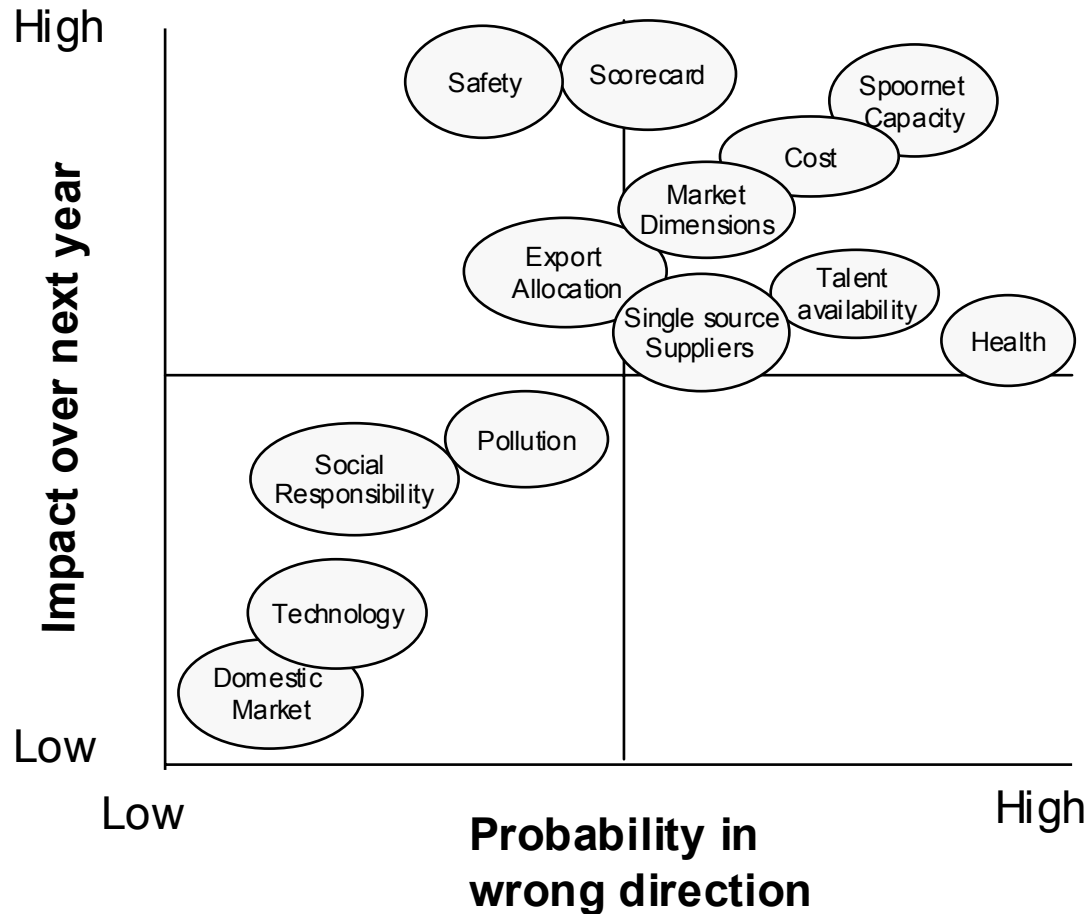 High
Safety
Scorecard
Spoornet
Capacity
Cost
Market
Dimensions
Export
Allocation
Talent
availability
Single source
Suppliers
Health
Impact over next year
Pollution
Social
Responsibility
Technology
Domestic
Market
Low
Low
High
Probability in
wrong direction